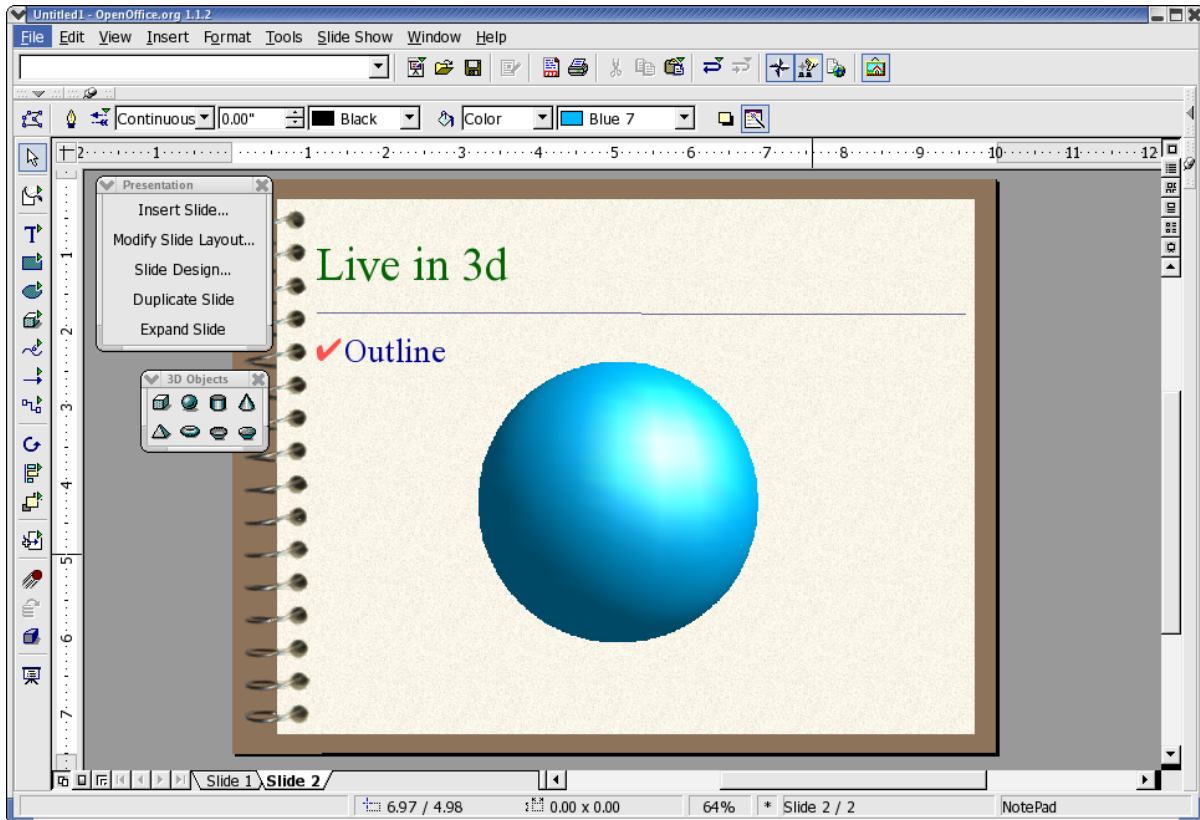 Untitled1 - OpenOffice.org 1.1.2
File Edit View Insert Format Tools Slide Show Window Help
Continuous 0.00" Black Color Blue 7
2 1 1 2 3 4 5 6 7 8 9 10 11 12
Presentation
Insert Slide...
Modify Slide Layout...
Slide Design...
Duplicate Slide
Expand Slide
3D Objects
Live in 3d
Outline
1
2
3
4
5
6
7
Slide 1 Slide 2
6.97 / 4.98 0.00 x 0.00 64% * Slide 2 / 2 NotePad